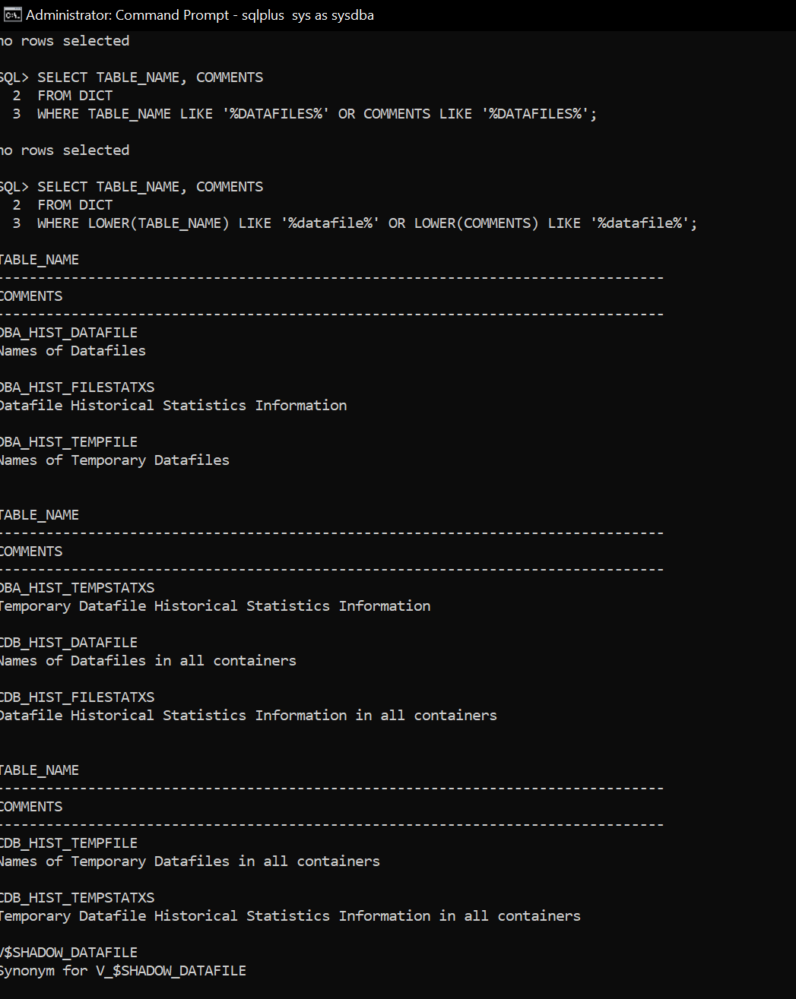 Administrator: Command Prompt - sqlplus  sys as sysdba
no rows selected
SQL> SELECT TABLE_NAME, COMMENTS
2  FROM DICT
3  WHERE TABLE_NAME LIKE '%DATAFILES%' OR COMMENTS LIKE '%DATAFILES%';
no rows selected
SQL> SELECT TABLE_NAME, COMMENTS
2  FROM DICT
3  WHERE LOWER(TABLE_NAME) LIKE '%datafile%' OR LOWER(COMMENTS) LIKE '%datafile%';
TABLE_NAME
--------------------------------------------------------------------------------
COMMENTS
--------------------------------------------------------------------------------
DBA_HIST_DATAFILE
Names of Datafiles
DBA_HIST_FILESTATXS
Datafile Historical Statistics Information
DBA_HIST_TEMPFILE
Names of Temporary Datafiles
TABLE_NAME
--------------------------------------------------------------------------------
COMMENTS
--------------------------------------------------------------------------------
DBA_HIST_TEMPSTATXS
Temporary Datafile Historical Statistics Information
CDB_HIST_DATAFILE
Names of Datafiles in all containers
CDB_HIST_FILESTATXS
Datafile Historical Statistics Information in all containers
TABLE_NAME
--------------------------------------------------------------------------------
COMMENTS
--------------------------------------------------------------------------------
CDB_HIST_TEMPFILE
Names of Temporary Datafiles in all containers
CDB_HIST_TEMPSTATXS
Temporary Datafile Historical Statistics Information in all containers
V$SHADOW_DATAFILE
Synonym for V_$SHADOW_DATAFILE